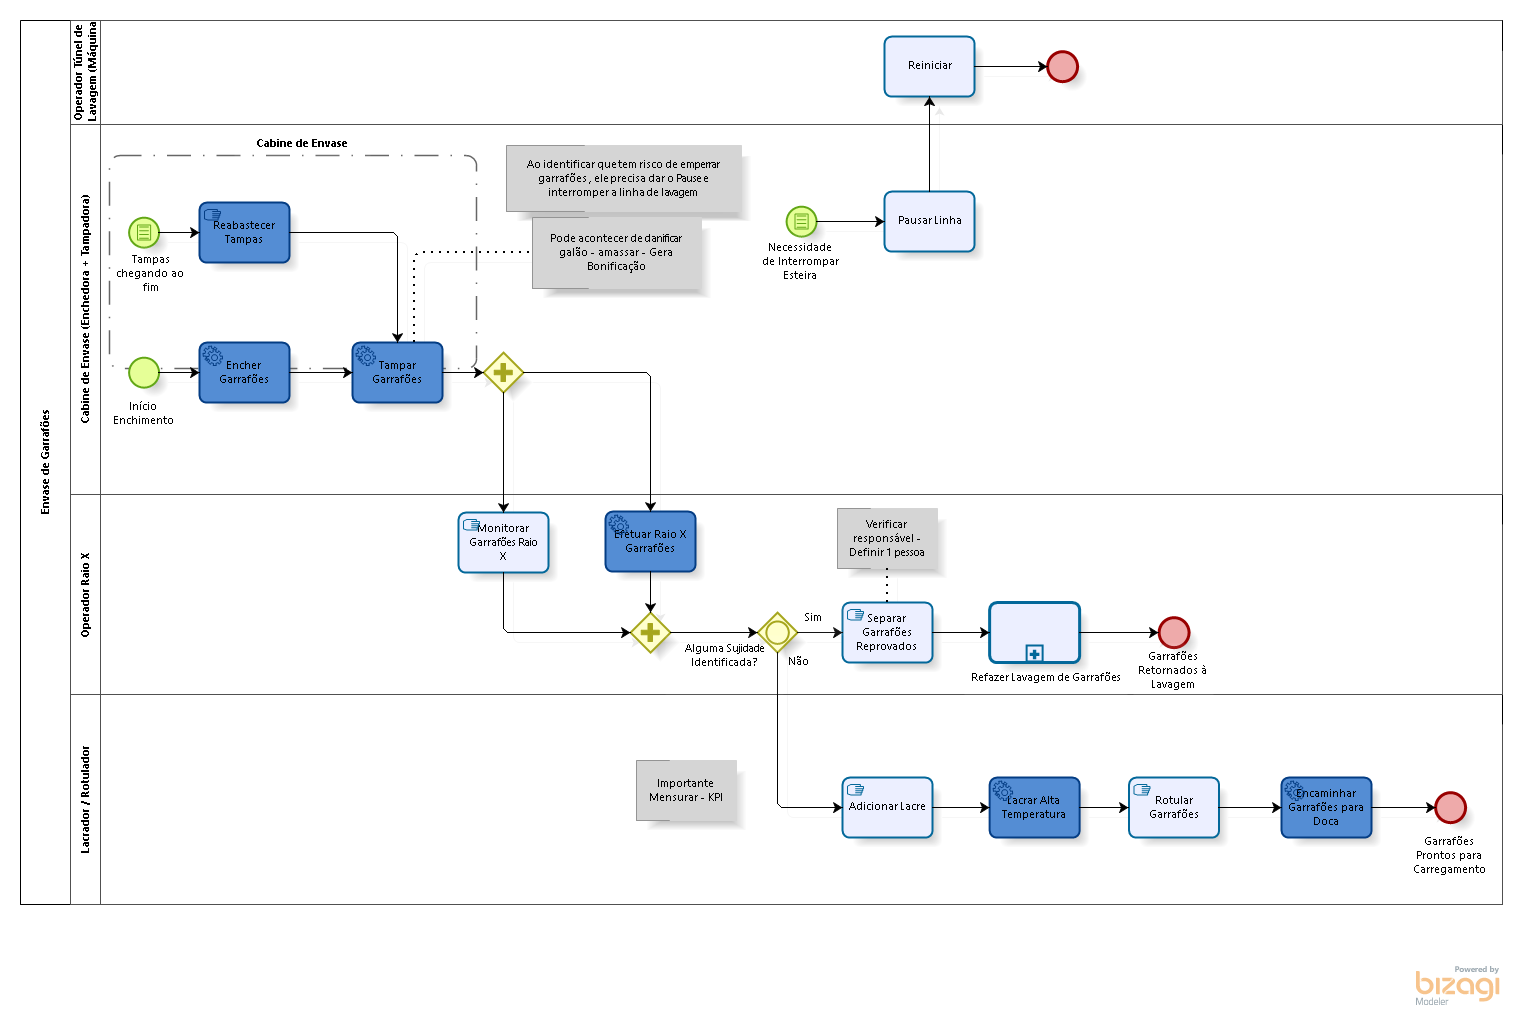 Envase de Garrafões
Operador Túnel de
Lavagem (Máquina
Reiniciar
Cabine de Envase (Enchedora + Tampadora)
Cabine de Envase
Ao identificar que tem risco de emperrar
garrafões, ele precisa dar o Pause e
interromper a linha de lavagem
Pode acontecer de danificar
galão - amassar - Gera
Bonificação
Reabastecer
Tampas
Tampas
chegando ao
fim
Necessidade
de Interrompar
Esteira
Pausar Linha
Encher
Garrafões
Tampar
Garrafões
Início
Enchimento
Operador Raio X
Monitorar
Garrafões Raio
X
Efetuar Raio X
Garrafões
Verificar
responsável -
Definir 1 pessoa
Alguma Sujidade
Identificada?
Sim
Não
Separar
Garrafões
Reprovados
Refazer Lavagem de Garrafões
Garrafões
Retornados à
Lavagem
Lacrador / Rotulador
Importante
Mensurar - KPI
Adicionar Lacre
Lacrar Alta
Temperatura
Rotular
Garrafões
Encaminhar
Garrafões para
Doca
Garrafões
Prontos para
Carregamento
Powered by
bizagi
Modeler